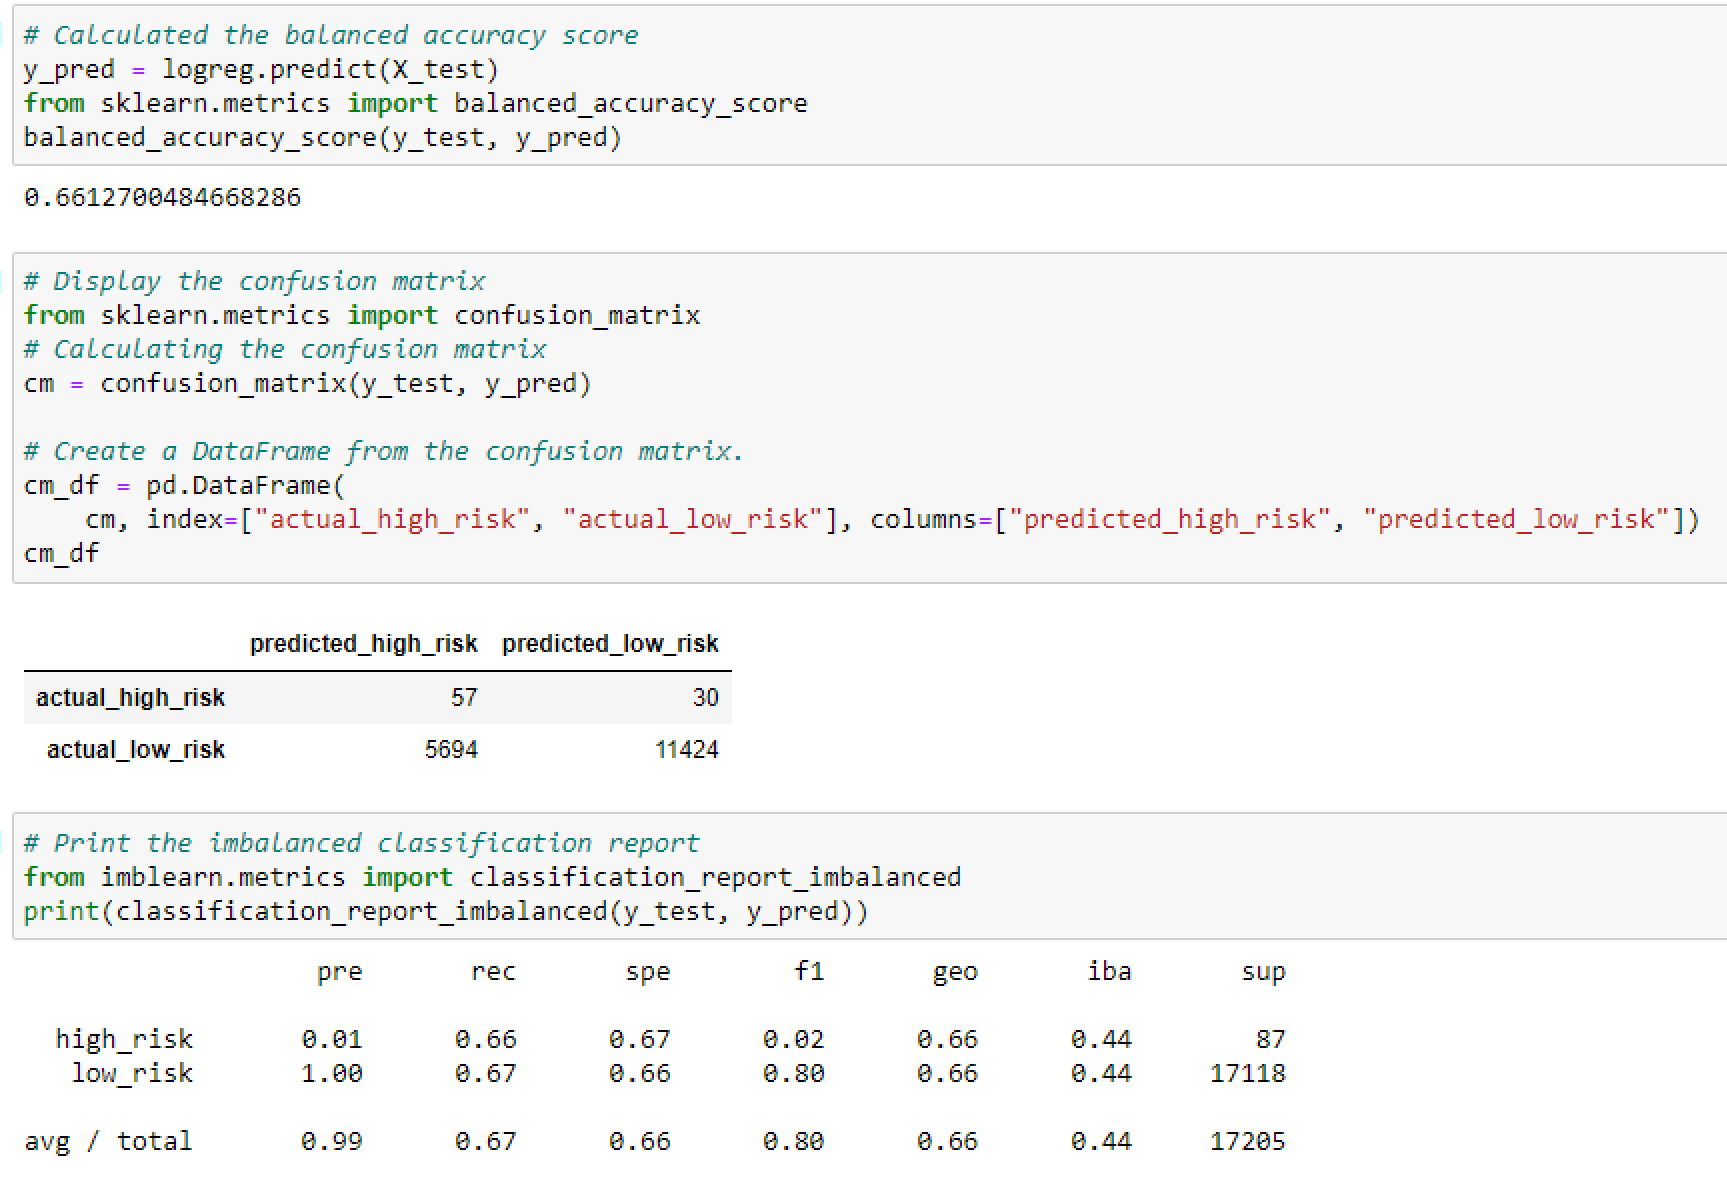 # Calculated the balanced accuracy score
y_pred = logreg.predict(X_test)
from sklearn.metrics import balanced_accuracy_score
balanced_accuracy_score(y_test, y_pred)
0.6612700484668286
# Display the confusion matrix
from sklearn.metrics import confusion_matrix
# Calculating the confusion matrix
cm = confusion_matrix(y_test, y_pred)
# Create a DataFrame from the confusion matrix.
cm_df = pd.DataFrame(
    cm, index=["actual_high_risk", "actual_low_risk"], columns=["predicted_high_risk", "predicted_low_risk"])
cm_df
predicted_high_risk predicted_low_risk
actual_high_risk 57 30
actual_low_risk 5694 11424
# Print the imbalanced classification report
from imblearn.metrics import classification_report_imbalanced
print(classification_report_imbalanced(y_test, y_pred))
pre rec spe f1 geo iba sup
high_risk 0.01 0.66 0.67 0.02 0.66 0.44 87
low_risk 1.00 0.67 0.66 0.80 0.66 0.44 17118
avg / total 0.99 0.67 0.66 0.80 0.66 0.44 17205